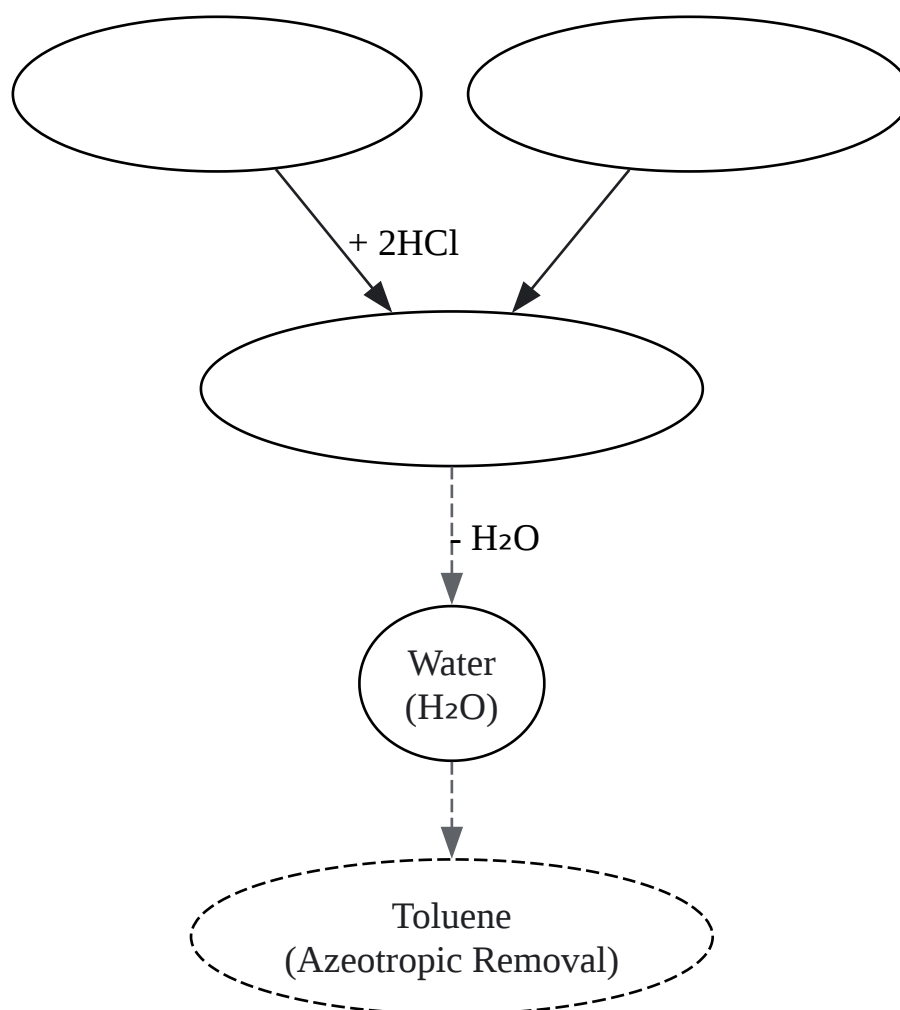 + 2HCl
- H₂O
Water
(H₂O)
Toluene
(Azeotropic Removal)